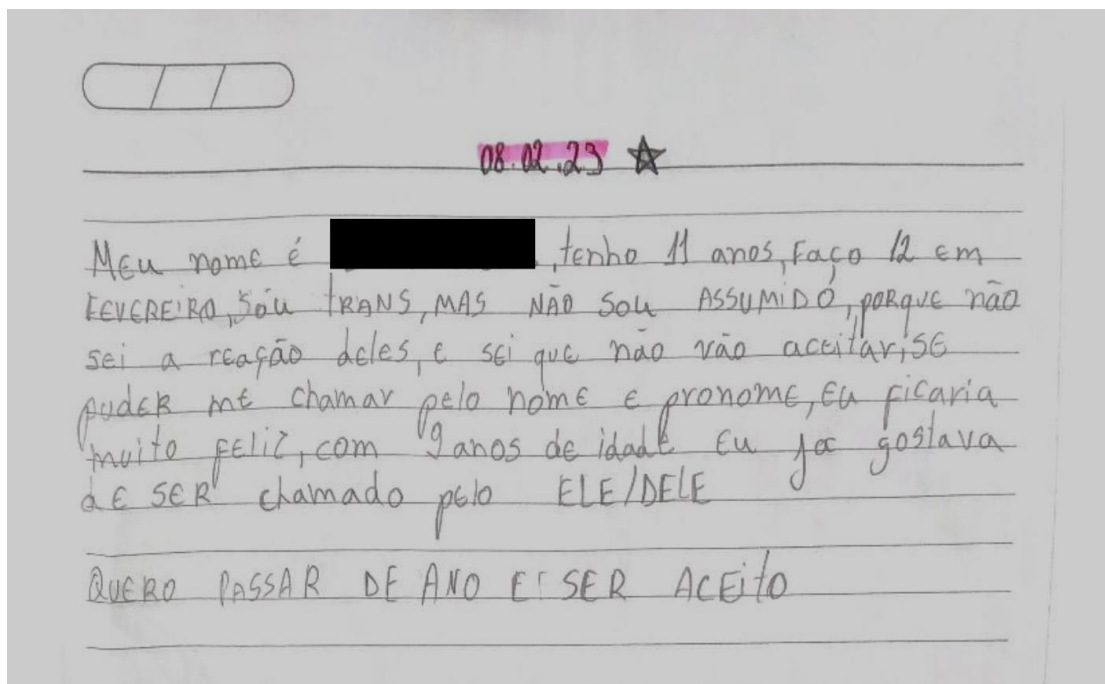 08.02.23
Meu nome é , tenho 11 anos, Faço 12 em
FEVEREIRO, Sou TRANS, MAS NÃO SOU ASSUMIDO, porque não
sei a reação deles, e sei que não vão aceitar, SE
puder me chamar pelo nome e pronome, Eu ficaria
muito FELIZ, com 9 anos de idade Eu já gostava
de SER chamado pelo ELE/DELE
QUERO PASSAR DE ANO E SER ACEITO